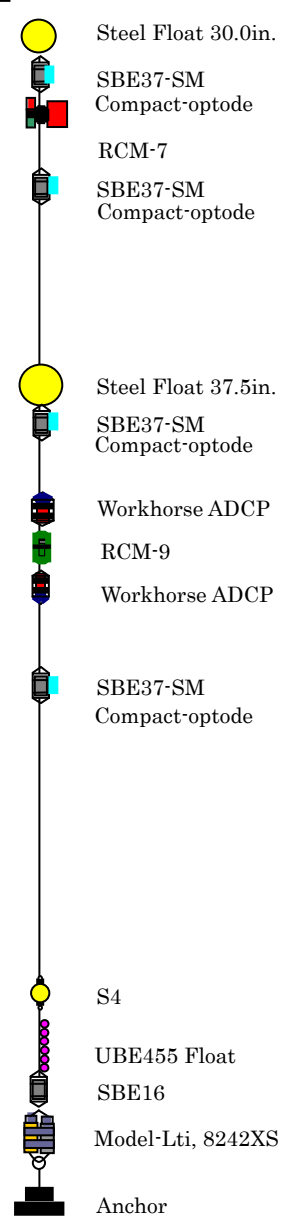 Steel Float 30.0in.
SBE37-SM
Compact-optode
RCM-7
SBE37-SM
Compact-optode
Steel Float 37.5in.
SBE37-SM
Compact-optode
Workhorse ADCP
RCM-9
Workhorse ADCP
SBE37-SM
Compact-optode
S4
UBE455 Float
SBE16
Model-Lti, 8242XS
Anchor